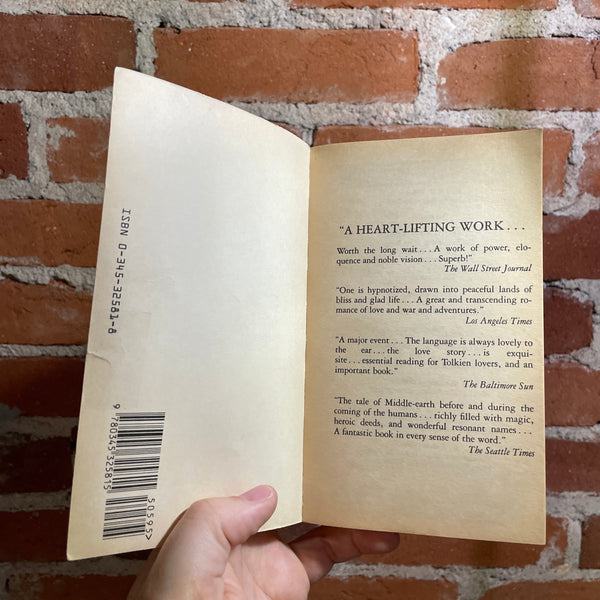 ISBN 0-345-32581-8
9 780345 325815
50595>
"A HEART-LIFTING WORK . . .
Worth the long wait . . . A work of power, elo-
quence and noble vision . . . Superb!"
The Wall Street Journal
"One is hypnotized, drawn into peaceful lands of
bliss and glad life . . . A great and transcending ro-
mance of love and war and adventures."
Los Angeles Times
"A major event . . . The language is always lovely to
the ear . . . the love story . . . is exqui-
site . . . essential reading for Tolkien lovers, and an
important book."
The Baltimore Sun
"The tale of Middle-earth before and during the
coming of the humans . . . richly filled with magic,
heroic deeds, and wonderful resonant names . . .
A fantastic book in every sense of the word."
The Seattle Times